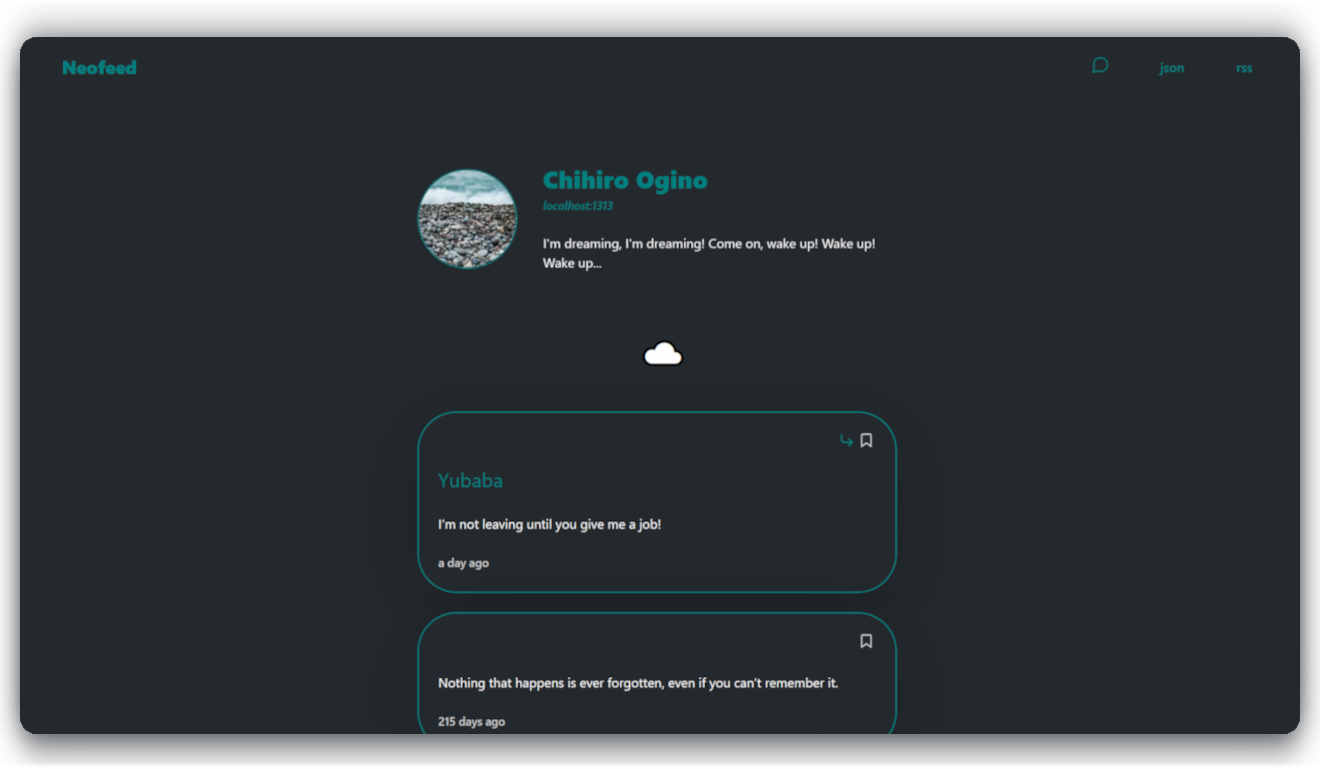 Neofeed
json
rss
Chihiro Ogino
localhost:1313
I'm dreaming, I'm dreaming! Come on, wake up! Wake up!
Wake up...
Yubaba
I'm not leaving until you give me a job!
a day ago
Nothing that happens is ever forgotten, even if you can't remember it.
215 days ago